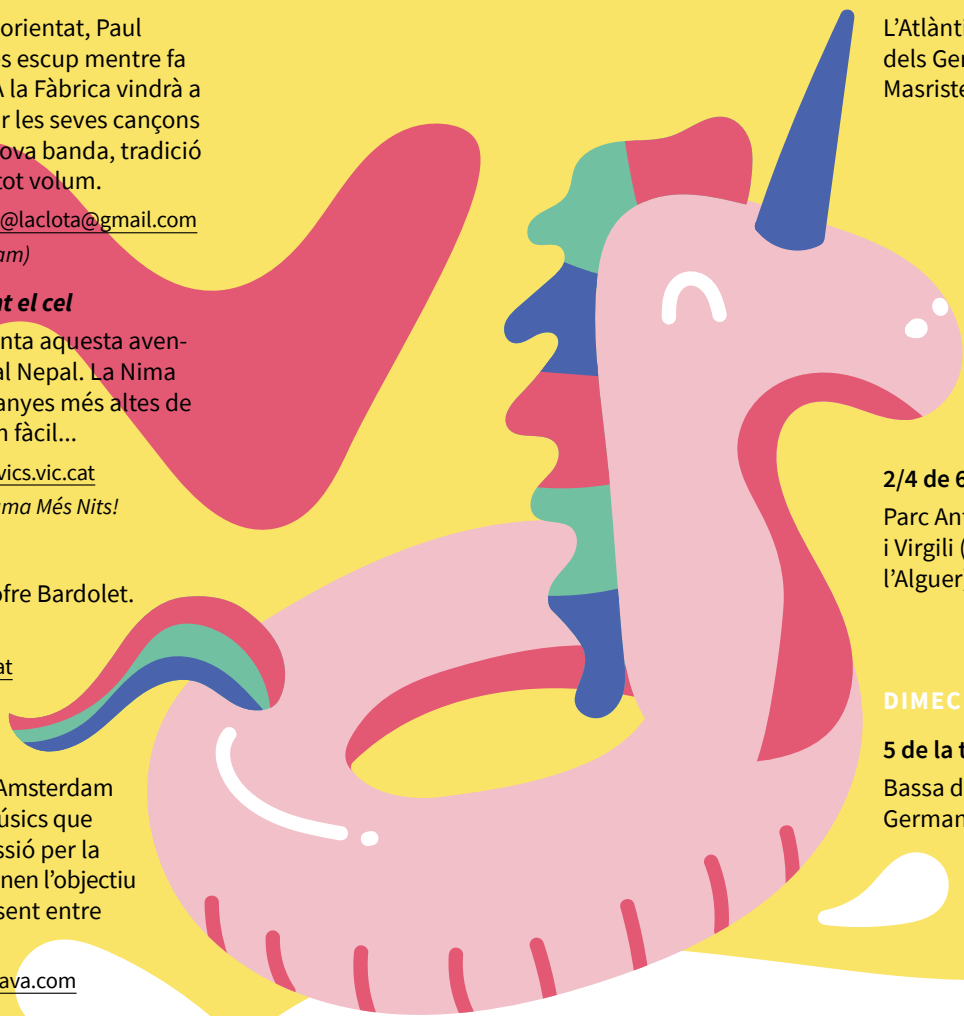 orientat, Paul
s escup mentre fa
A la Fàbrica vindrà a
r les seves cançons
ova banda, tradició
tot volum.
@laclota@gmail.com
am)
nt el cel
nta aquesta aven-
al Nepal. La Nima
anyes més altes de
n fàcil...
vics.vic.cat
ma Més Nits!
ofre Bardolet.
at
Amsterdam
úsics que
ssió per la
nen l’objectiu
sent entre
ava.com
L’Atlànti
dels Ger
Masriste
2/4 de 6
Parc Ant
i Virgili (
l’Alguer
DIMEC
5 de la t
Bassa d
German